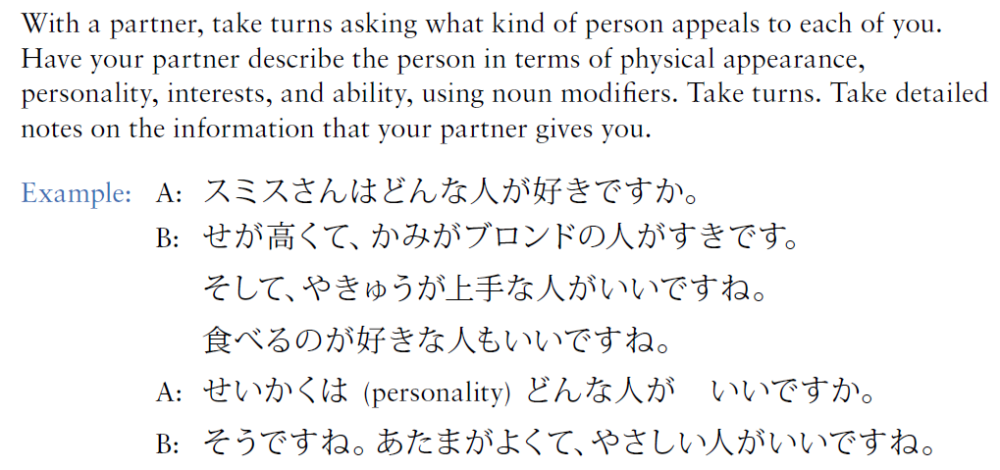 With a partner, take turns asking what kind of person appeals to each of you.
Have your partner describe the person in terms of physical appearance,
personality, interests, and ability, using noun modifiers. Take turns. Take detailed
notes on the information that your partner gives you.
Example: A: スミスさんはどんな人が好きですか。
B: せが高くて、かみがブロンドの人がすきです。
そして、やきゅうが上手な人がいいですね。
食べるのが好きな人もいいですね。
A: せいかくは (personality) どんな人が　いいですか。
B: そうですね。あたまがよくて、やさしい人がいいですね。